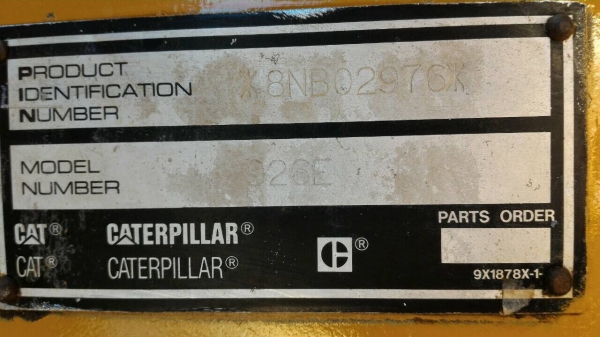 PRODUCT
IDENTIFICATION
NUMBER
*8NB02976*
MODEL
NUMBER
926E
CAT® CATERPILLAR®
CAT® CATERPILLAR®
C®
PARTS ORDER
9X1878X-1-